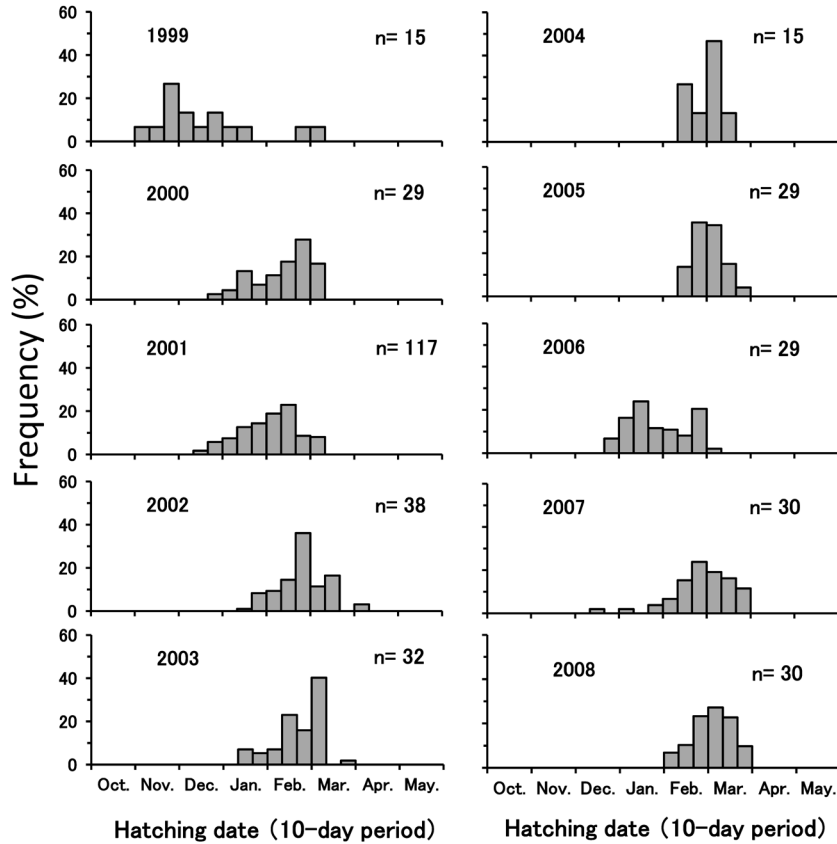 60
40
20
0
1999 n= 15
2004 n= 15
60
40
20
0
2000 n= 29
2005 n= 29
60
40
20
0
2001 n= 117
2006 n= 29
60
40
20
0
2002 n= 38
2007 n= 30
60
40
20
0
2003 n= 32
2008 n= 30
Frequency (%)
Oct. Nov. Dec. Jan. Feb. Mar. Apr. May.
Oct. Nov. Dec. Jan. Feb. Mar. Apr. May.
Hatching date (10-day period)
Hatching date (10-day period)